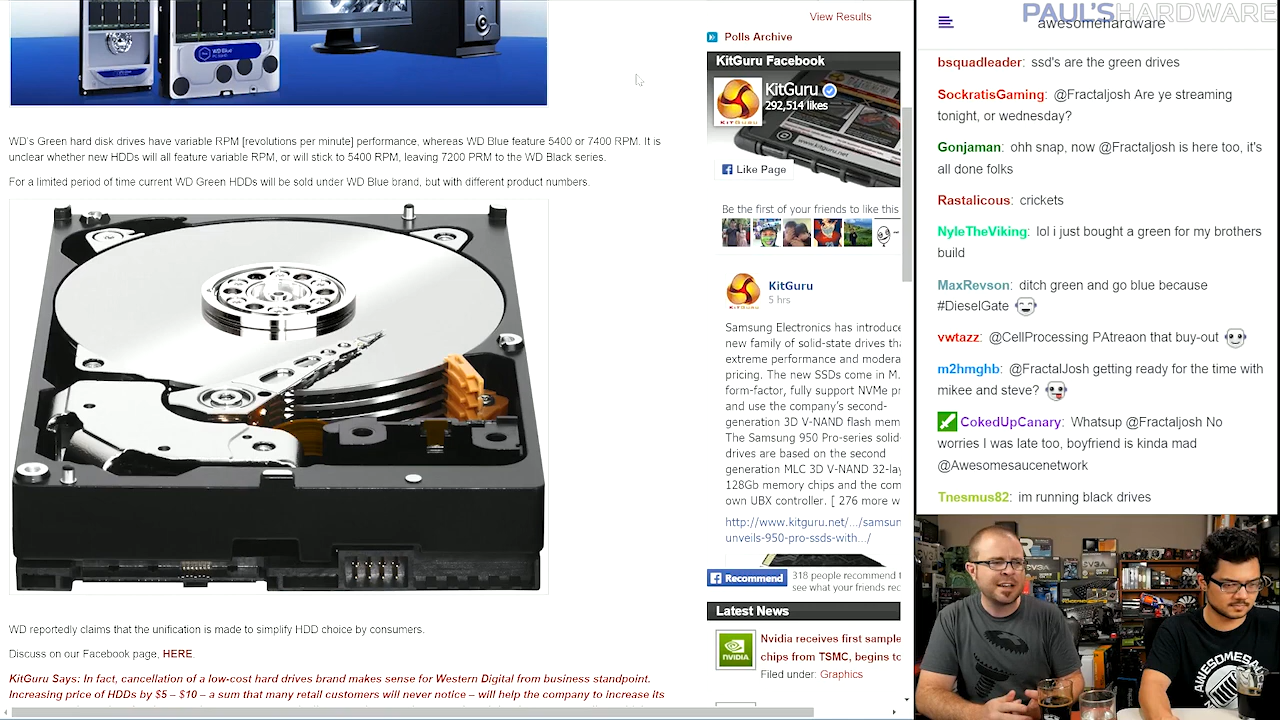 WD Blue
WD's Green hard disk drives have variable RPM [revolutions per minute] performance, whereas WD Blue feature 5400 or 7400 RPM. It is
unclear whether new HDDs will all feature variable RPM, or will stick to 5400 RPM, leaving 7200 PRM to the WD Black series.
For a limited period of time current WD Green HDDs will be sold under WD Blue brand, but with different product numbers.
WD reportedly claims that the unification is made to simplify HDD choice by consumers.
Discuss on our Facebook page, HERE.
KitGuru Says: In fact, cancellation of a low-cost hard drive brand makes sense for Western Digital from business standpoint.
Increasing price of HDDs by $5 – $10 – a sum that many retail customers will never notice – will help the company to increase its
View Results
Polls Archive
KitGuru Facebook
KitGuru
292,514 likes
KITGURU
www.kitguru.net/
Like Page
Be the first of your friends to like this
KitGuru
5 hrs
Samsung Electronics has introduce
new family of solid-state drives tha
extreme performance and modera
pricing. The new SSDs come in M.
form-factor, fully support NVMe pr
and use the company's second-
generation 3D V-NAND flash mem
The Samsung 950 Pro-series solid
drives are based on the second
generation MLC 3D V-NAND 32-lay
128Gb memory chips and the com
own UBX controller, [ 276 more w
http://www.kitguru.net/.../samsun
unveils-950-pro-ssds-with.../
Recommend
318 people recommend t
see what your friends rec
Latest News
NVIDIA
Nvidia receives first sample
chips from TSMC, begins to
Filed under: Graphics
PAUL'SHARDWARE
awesomehardware
bsquadleader: ssd's are the green drives
SockratisGaming: @Fractaljosh Are ye streaming
tonight, or wednesday?
Gonjaman: ohh snap, now @Fractaljosh is here too, it's
all done folks
Rastalicous: crickets
NyleTheViking: lol i just bought a green for my brothers
build
MaxRevson: ditch green and go blue because
#DieselGate
vwtazz: @CellProcessing PAtreaon that buy-out
m2hmghb: @FractalJosh getting ready for the time with
mikee and steve?
CokedUpCanary: Whatsup @Fractaljosh No
worries I was late too, boyfriend is kinda mad
@Awesomesaucenetwork
Tnesmus82: im running black drives